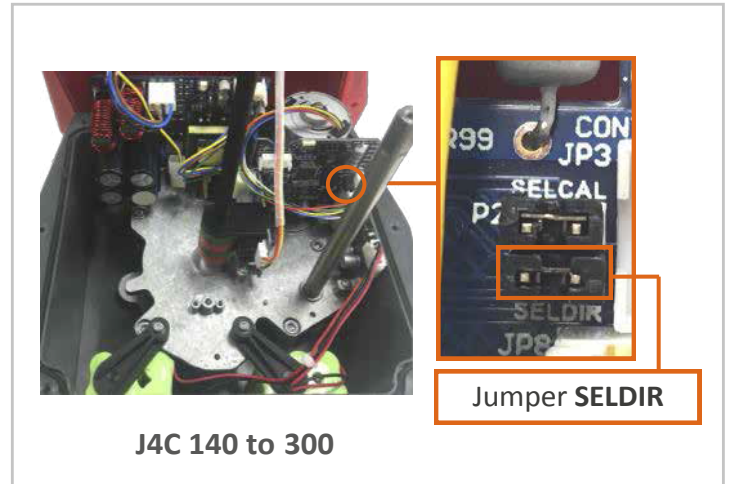 R99
CON
JP3
SELCAL
P2
SELDIR
JP8
Jumper SELDIR
J4C 140 to 300